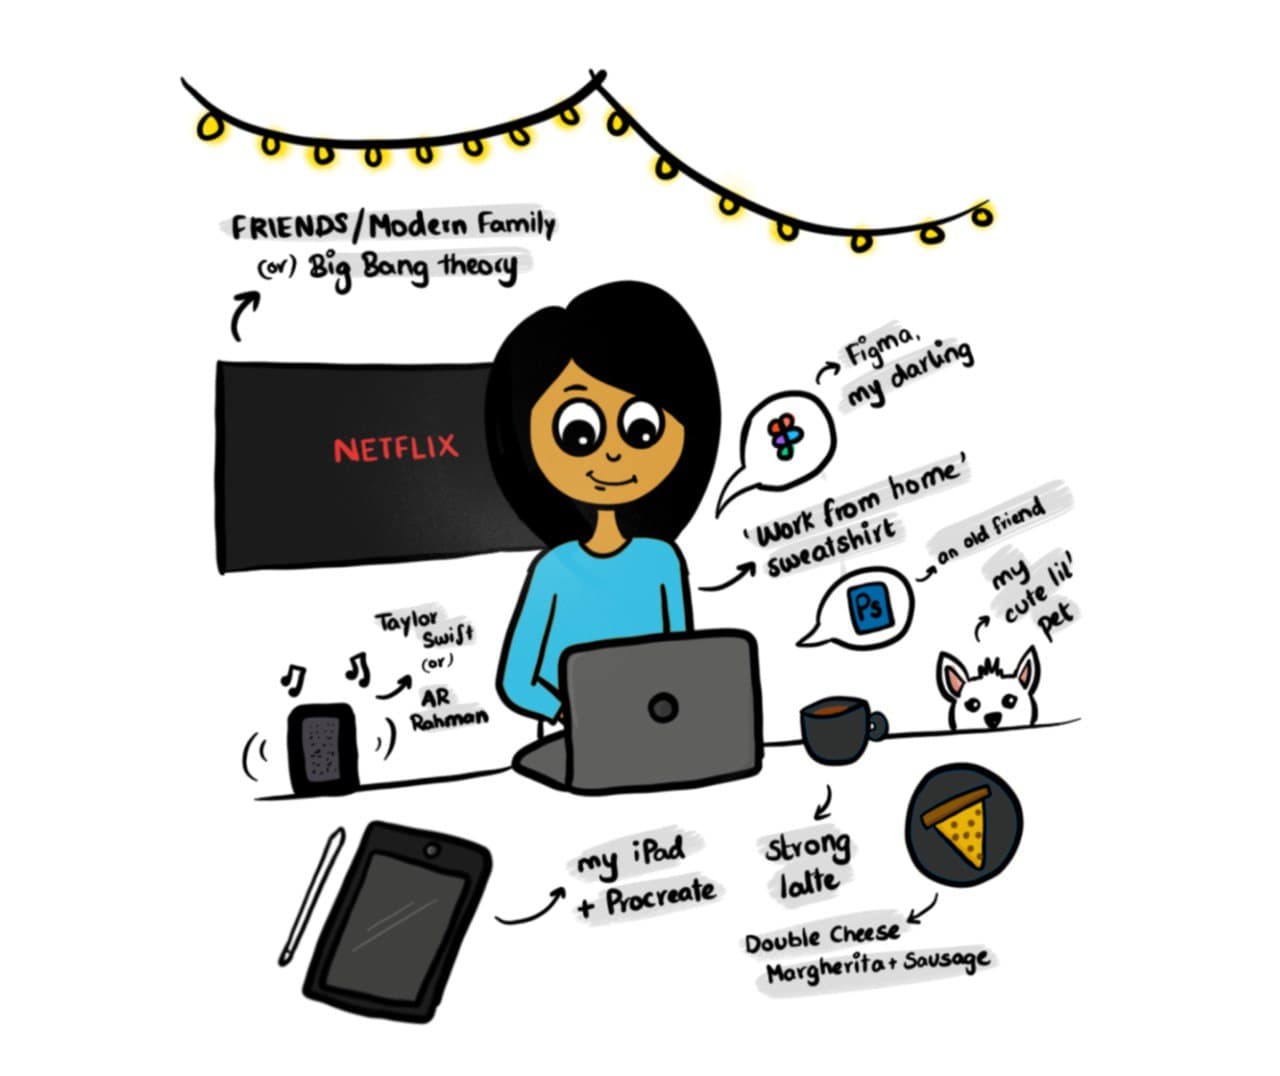 FRIENDS/Modern Family
(or) Big Bang theory
NETFLIX
Figma,
my darling
'Work from home'
sweatshirt
an old friend
Ps
my
cute lil'
pet
Taylor
Swift
(or)
AR
Rahman
my iPad
+ Procreate
strong
latte
Double Cheese
Margherita + Sausage